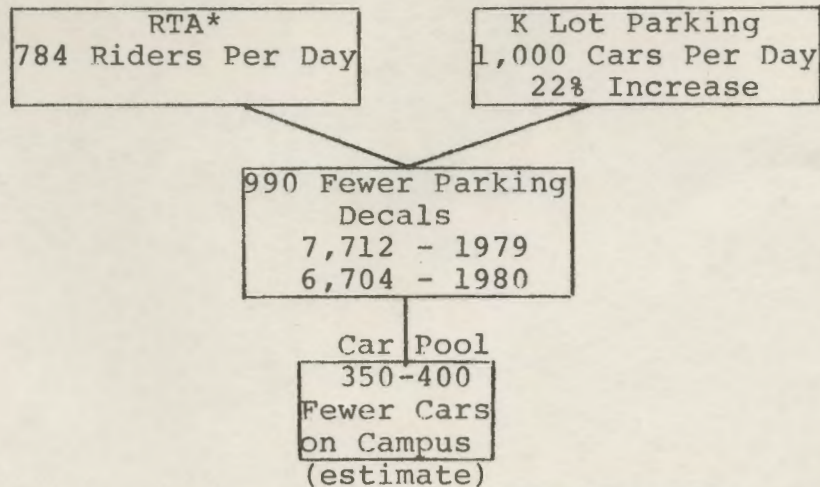 RTA*
784 Riders Per Day
K Lot Parking
1,000 Cars Per Day
22% Increase
990 Fewer Parking
Decals
7,712 - 1979
6,704 - 1980
Car Pool
350-400
Fewer Cars
on Campus
(estimate)